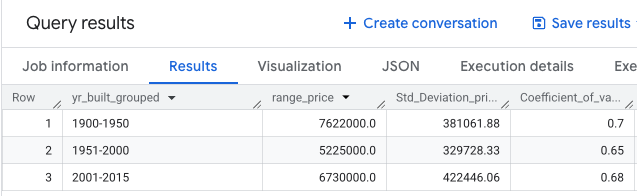 Query results + Create conversation Save results
Job information Results Visualization JSON Execution details Exe
Row yr_built_grouped range_price Std_Deviation_pri... Coefficient_of_va...
1 1900-1950 7622000.0 381061.88 0.7
2 1951-2000 5225000.0 329728.33 0.65
3 2001-2015 6730000.0 422446.06 0.68